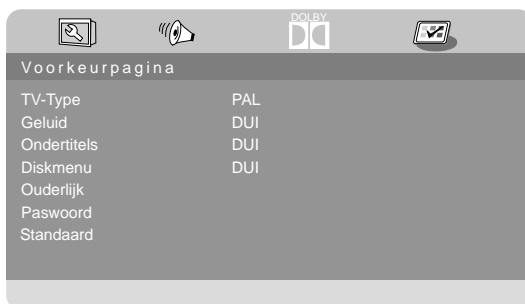 DOLBY
Voorkeurpagina
TV-Type PAL
Geluid DUI
Ondertitels DUI
Diskmenu DUI
Ouderlijk
Paswoord
Standaard